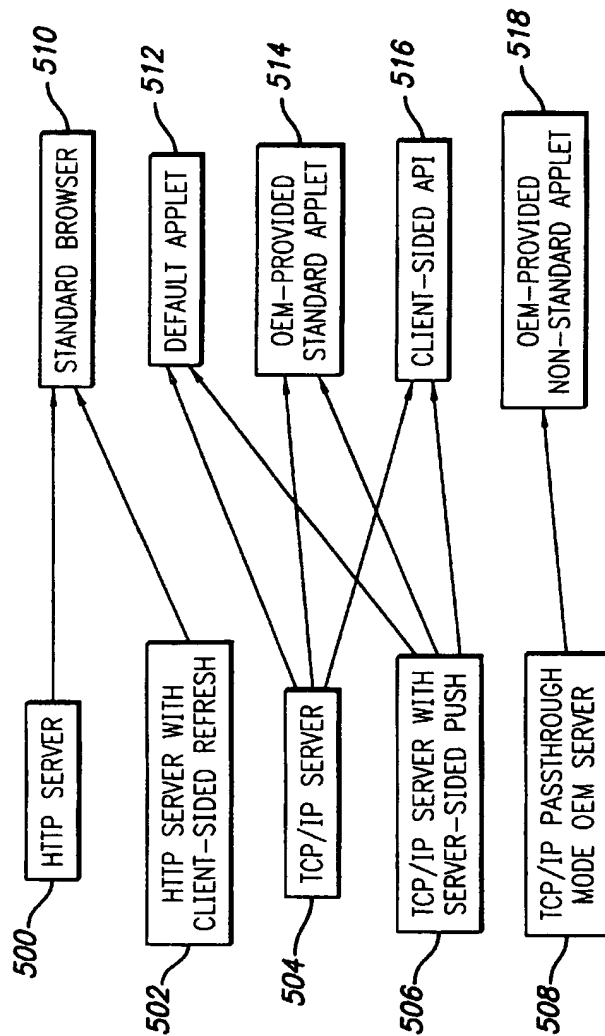 500
HTTP SERVER
510
STANDARD BROWSER
502
HTTP SERVER WITH
CLIENT-SIDED REFRESH
512
DEFAULT APPLET
504
TCP/IP SERVER
514
OEM-PROVIDED
STANDARD APPLET
506
TCP/IP SERVER WITH
SERVER-SIDED PUSH
516
CLIENT-SIDED API
508
TCP/IP PASSTHROUGH
MODE OEM SERVER
518
OEM-PROVIDED
NON-STANDARD APPLET